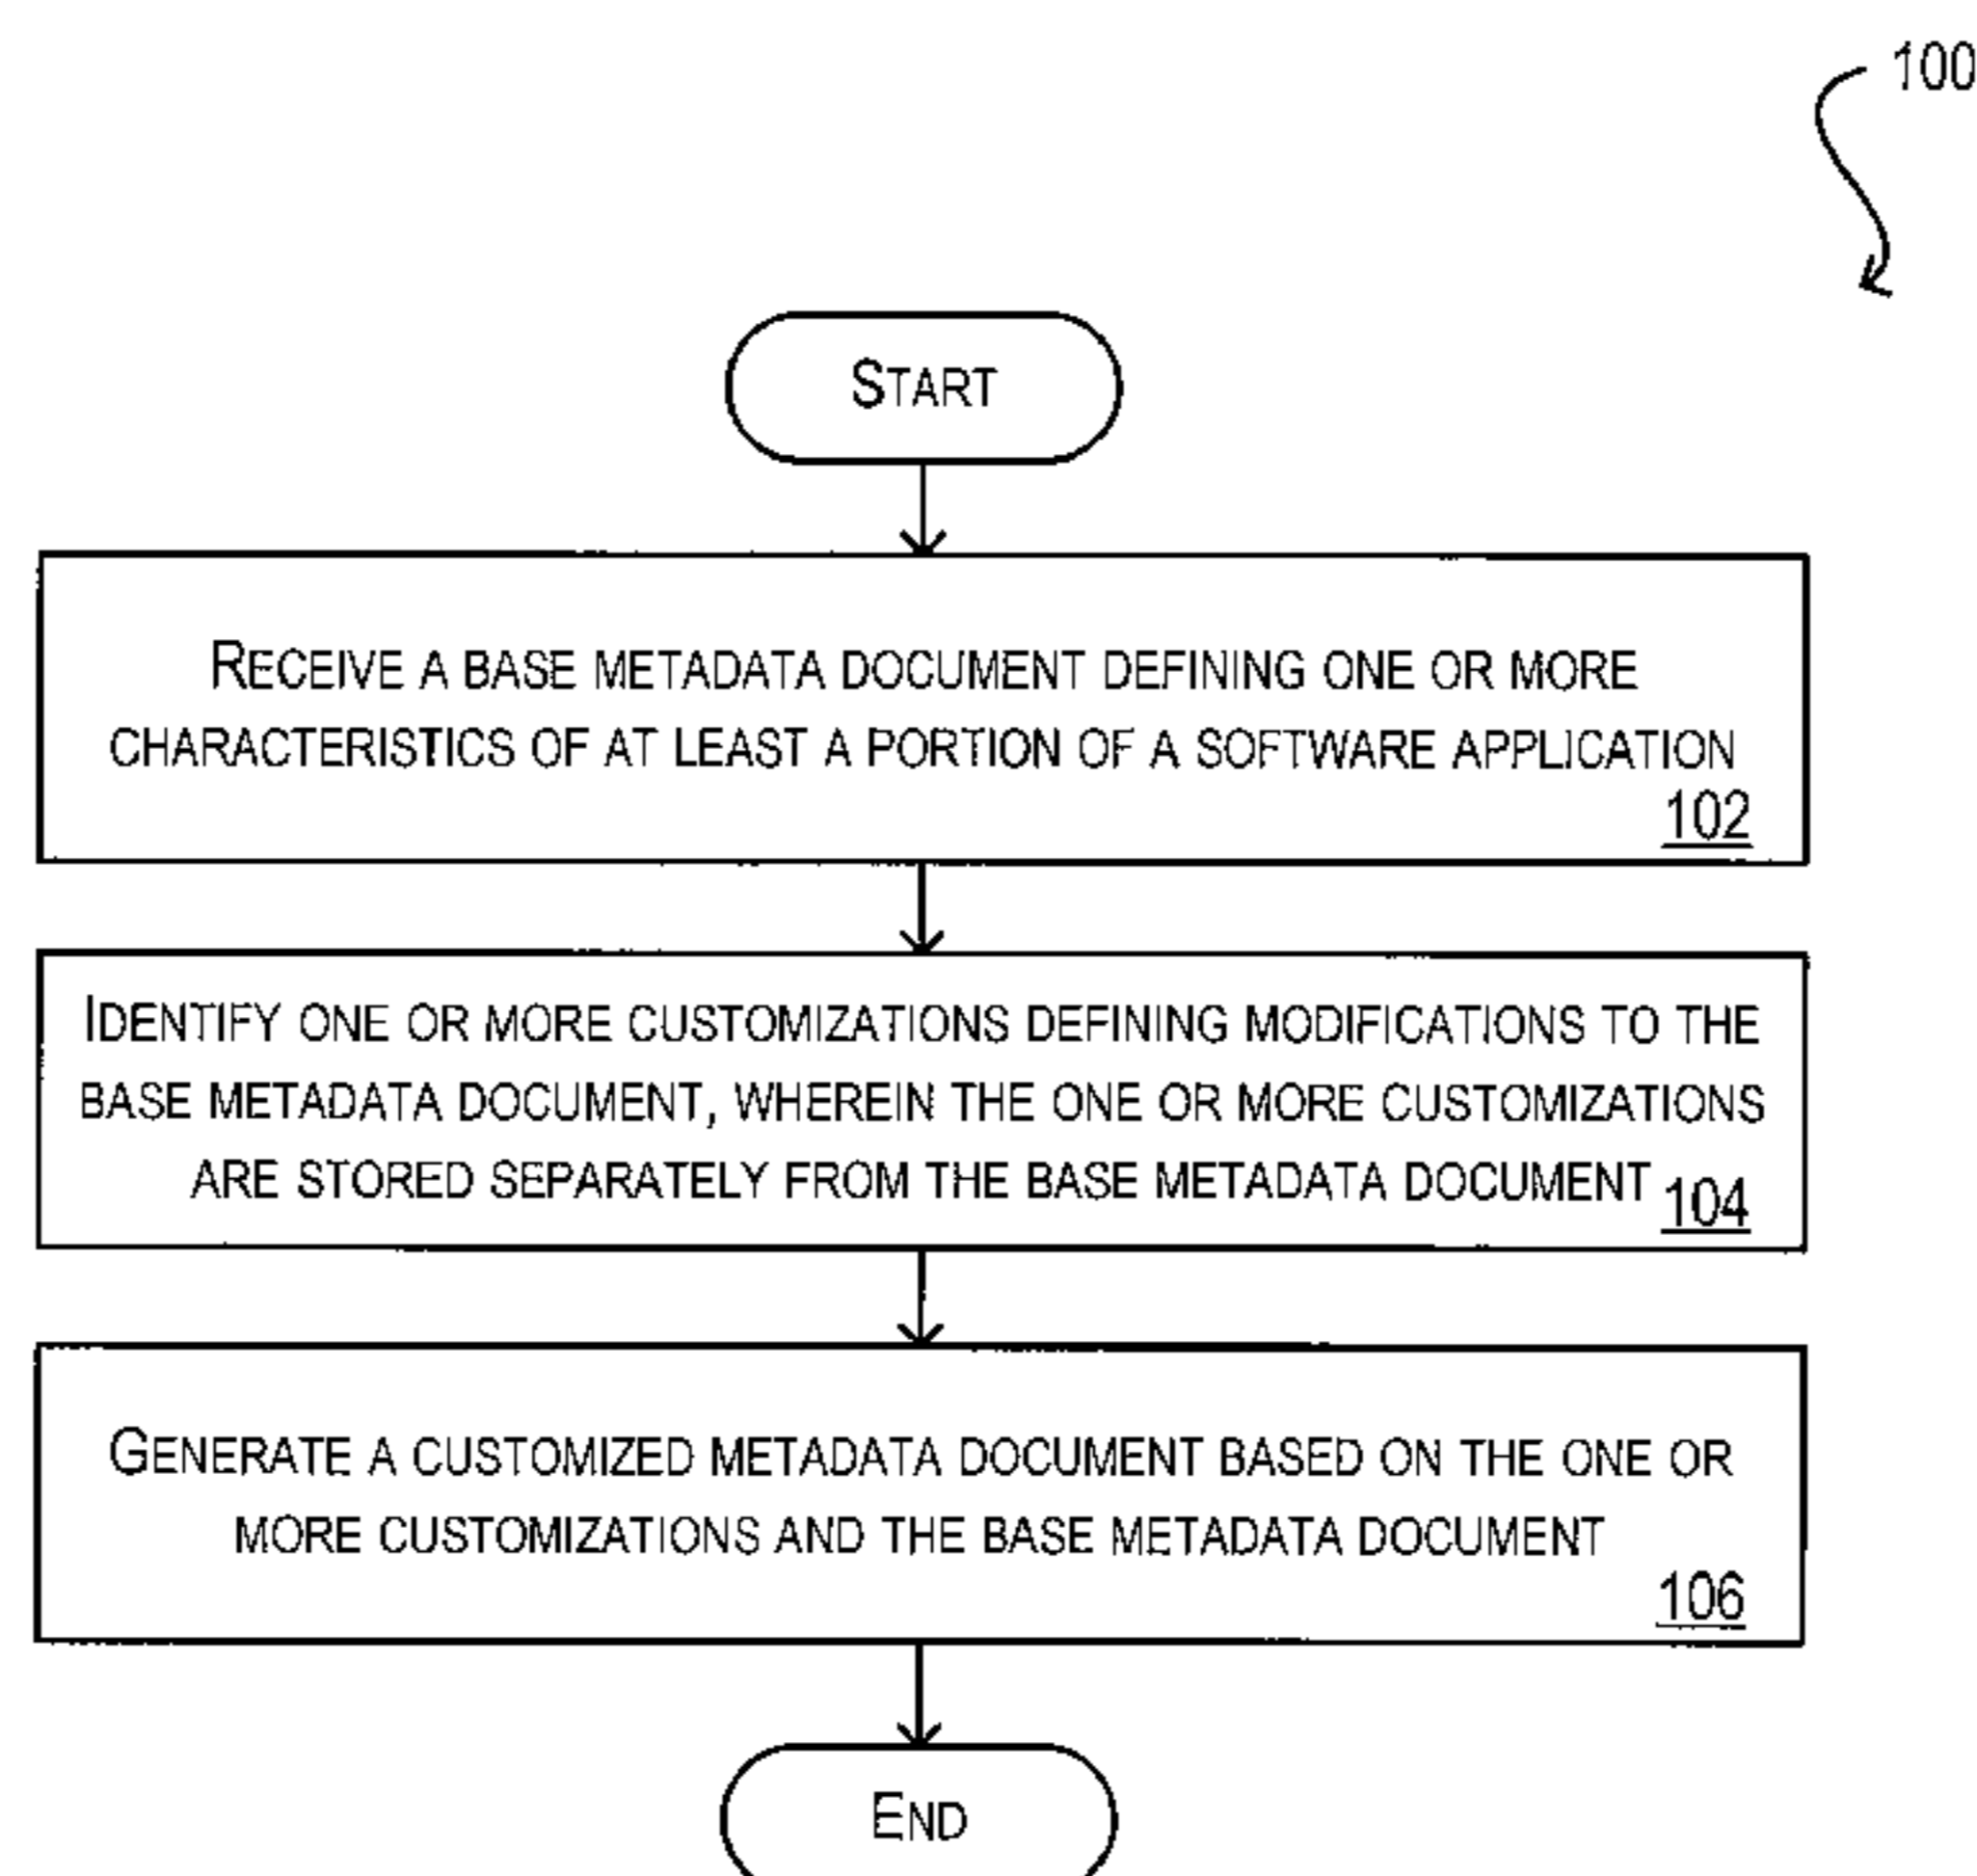 100
START
RECEIVE A BASE METADATA DOCUMENT DEFINING ONE OR MORE
CHARACTERISTICS OF AT LEAST A PORTION OF A SOFTWARE APPLICATION
102
IDENTIFY ONE OR MORE CUSTOMIZATIONS DEFINING MODIFICATIONS TO THE
BASE METADATA DOCUMENT, WHEREIN THE ONE OR MORE CUSTOMIZATIONS
ARE STORED SEPARATELY FROM THE BASE METADATA DOCUMENT
104
GENERATE A CUSTOMIZED METADATA DOCUMENT BASED ON THE ONE OR
MORE CUSTOMIZATIONS AND THE BASE METADATA DOCUMENT
106
END